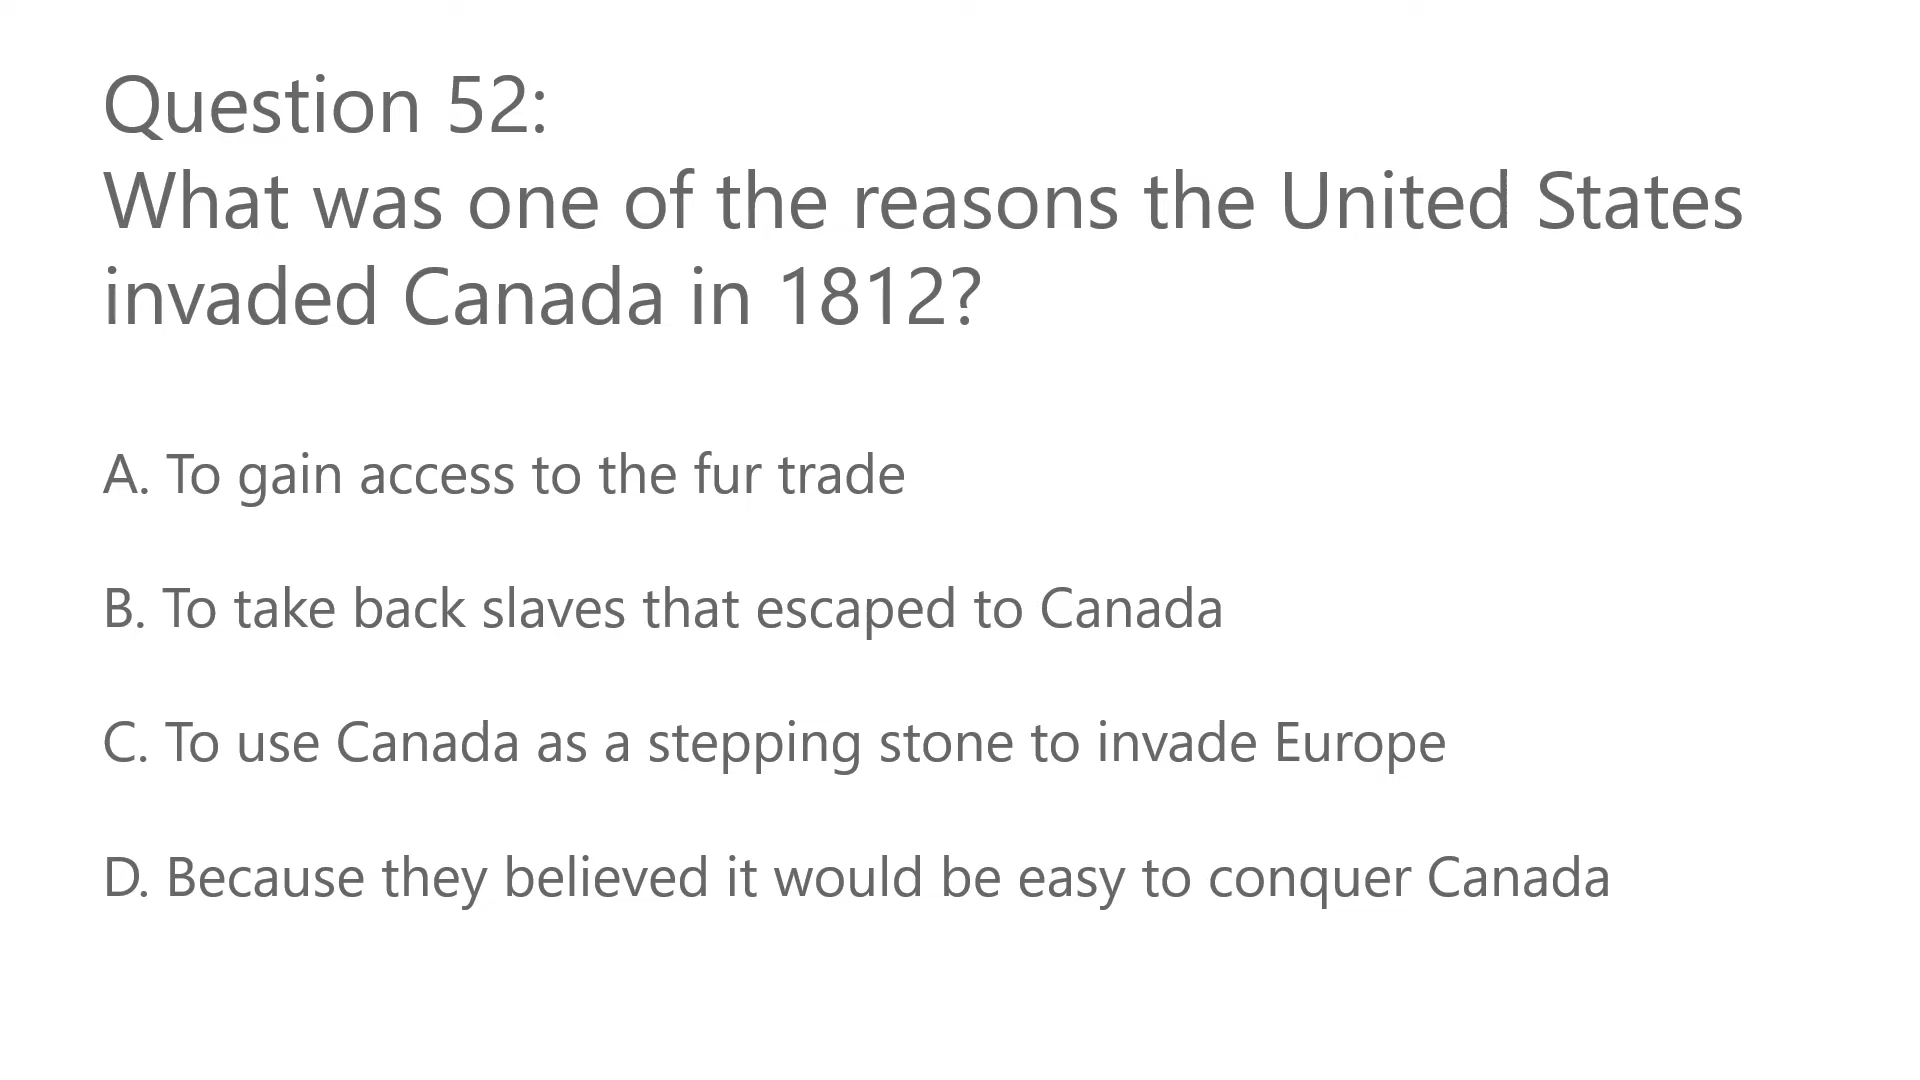 Question 52:
What was one of the reasons the United States
invaded Canada in 1812?
A. To gain access to the fur trade
B. To take back slaves that escaped to Canada
C. To use Canada as a stepping stone to invade Europe
D. Because they believed it would be easy to conquer Canada